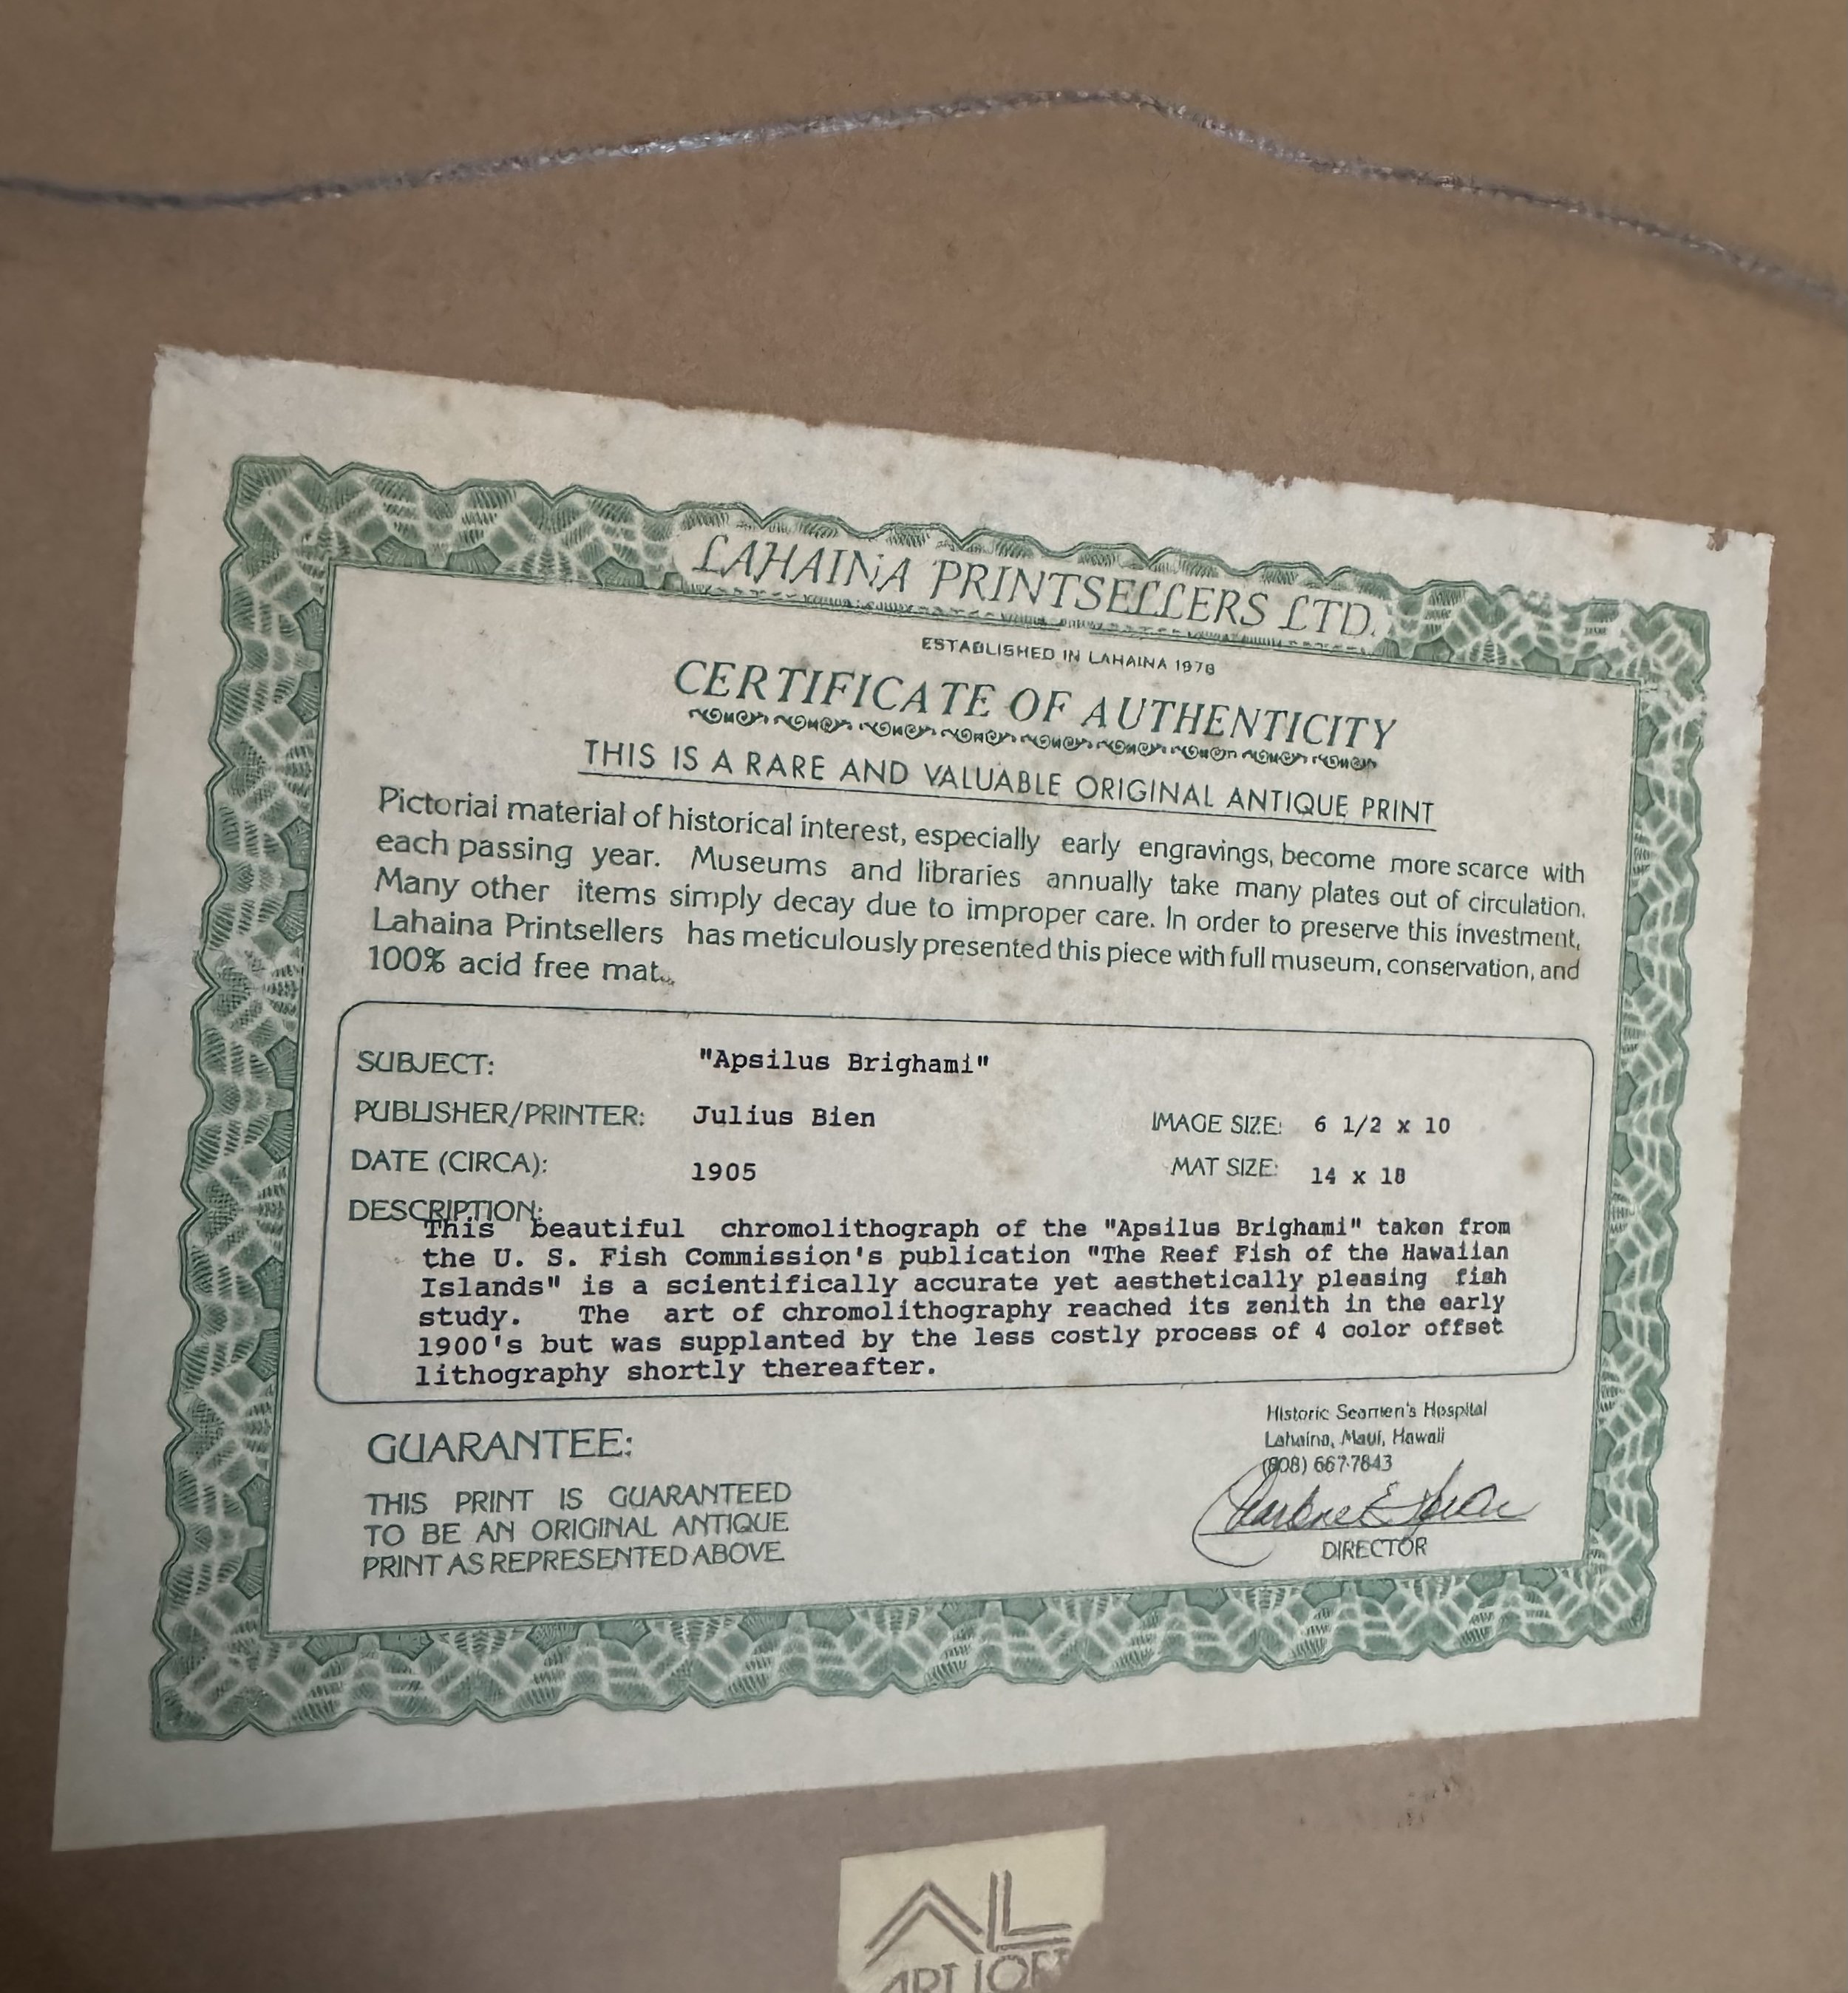 LAHAINA PRINTSELLERS LTD.
ESTABLISHED IN LAHAINA 1978
CERTIFICATE OF AUTHENTICITY
THIS IS A RARE AND VALUABLE ORIGINAL ANTIQUE PRINT
Pictorial material of historical interest, especially early engravings, become more scarce with
each passing year. Museums and libraries annually take many plates out of circulation.
Many other items simply decay due to improper care. In order to preserve this investment,
Lahaina Printsellers has meticulously presented this piece with full museum, conservation, and
100% acid free mat.
SUBJECT: "Apsilus Brighami"
PUBLISHER/PRINTER: Julius Bien IMAGE SIZE: 6 1/2 x 10
DATE (CIRCA): 1905 MAT SIZE: 14 x 18
DESCRIPTION:
This beautiful chromolithograph of the "Apsilus Brighami" taken from
the U. S. Fish Commission's publication "The Reef Fish of the Hawaiian
Islands" is a scientifically accurate yet aesthetically pleasing fish
study. The art of chromolithography reached its zenith in the early
1900's but was supplanted by the less costly process of 4 color offset
lithography shortly thereafter.
GUARANTEE:
THIS PRINT IS GUARANTEED
TO BE AN ORIGINAL ANTIQUE
PRINT AS REPRESENTED ABOVE.
Historic Seamen's Hospital
Lahaina, Maui, Hawaii
(808) 667-7843
DIRECTOR
AL
ART LOFT